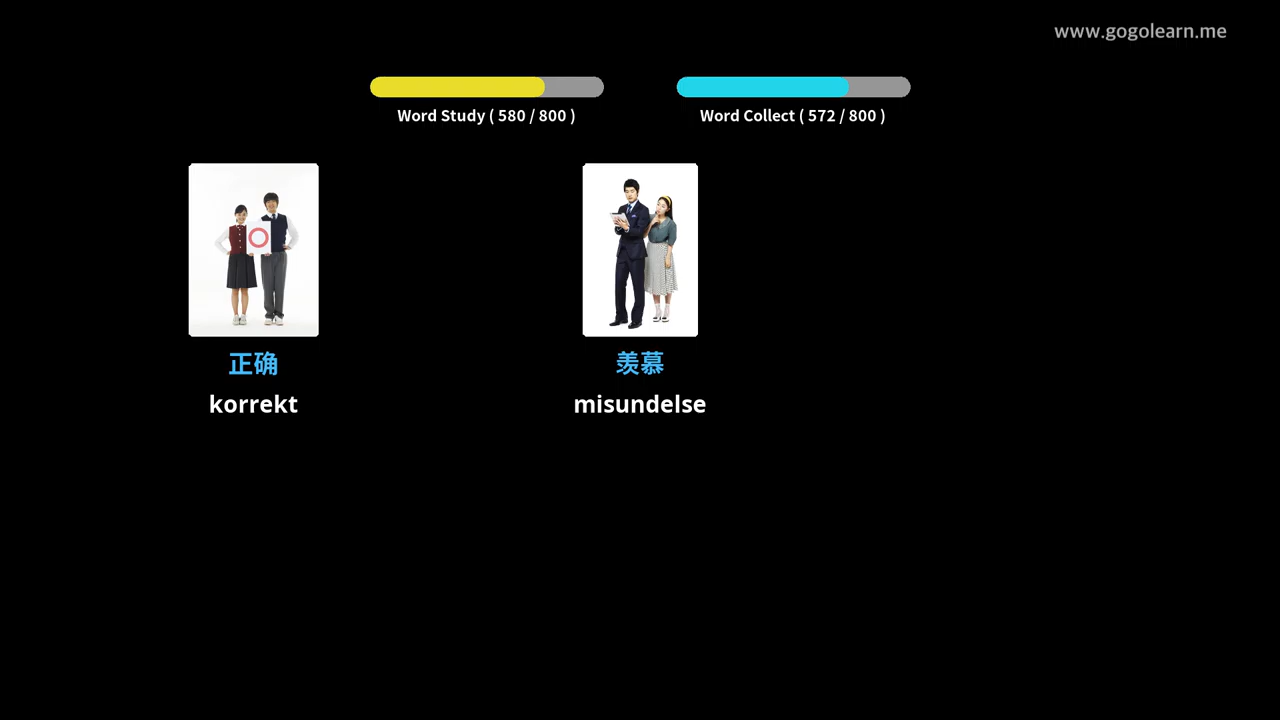 www.gogolearn.me
Word Study ( 580 / 800 )
Word Collect ( 572 / 800 )
正确
korrekt
羡慕
misundelse